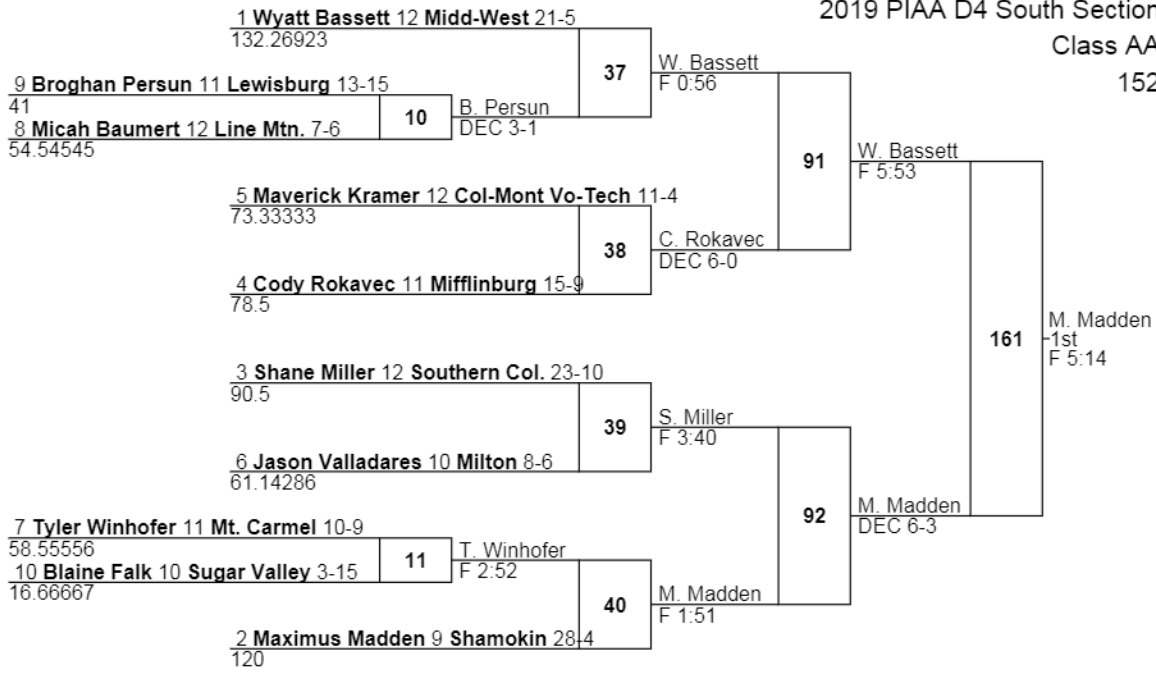 2019 PIAA D4 South Section
Class AA
152
1 Wyatt Bassett 12 Midd-West 21-5
132.26923
37
W. Bassett
F 0:56
9 Broghan Persun 11 Lewisburg 13-15
41
10
B. Persun
DEC 3-1
8 Micah Baumert 12 Line Mtn. 7-6
54.54545
91
W. Bassett
F 5:53
5 Maverick Kramer 12 Col-Mont Vo-Tech 11-4
73.33333
38
C. Rokavec
DEC 6-0
4 Cody Rokavec 11 Mifflinburg 15-9
78.5
161
M. Madden
1st
F 5:14
3 Shane Miller 12 Southern Col. 23-10
90.5
39
S. Miller
F 3:40
6 Jason Valladares 10 Milton 8-6
61.14286
92
M. Madden
DEC 6-3
7 Tyler Winhofer 11 Mt. Carmel 10-9
58.55556
11
T. Winhofer
F 2:52
10 Blaine Falk 10 Sugar Valley 3-15
16.66667
40
M. Madden
F 1:51
2 Maximus Madden 9 Shamokin 28-4
120